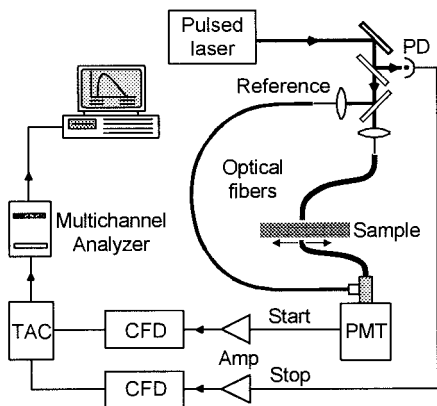 Pulsed
laser
PD
Reference
Optical
fibers
Sample
Multichannel
Analyzer
TAC
CFD
Start
PMT
Amp
CFD
Stop